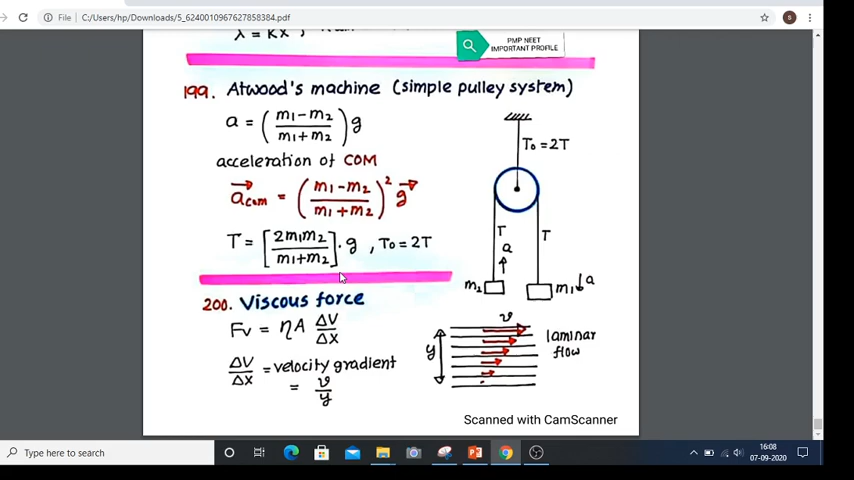 File | C:/Users/hp/Downloads/5_6240010967627858384.pdf
S
λ = Kx ,
PMP NEET
IMPORTANT PROFILE
199. Atwood's machine (simple pulley system)
a = (m1-m2/m1+m2) g
T0 = 2T
acceleration of COM
a⃗com = (m1-m2/m1+m2)² g⃗
T = [2m1m2/m1+m2] . g , T0 = 2T
T
T
a
m2
m1
a
200. Viscous force
Fv = ηA ΔV/ΔX
ΔV/ΔX = velocity gradient
= v/y
v
y
laminar
flow
Scanned with CamScanner
Type here to search
16:08
07-09-2020